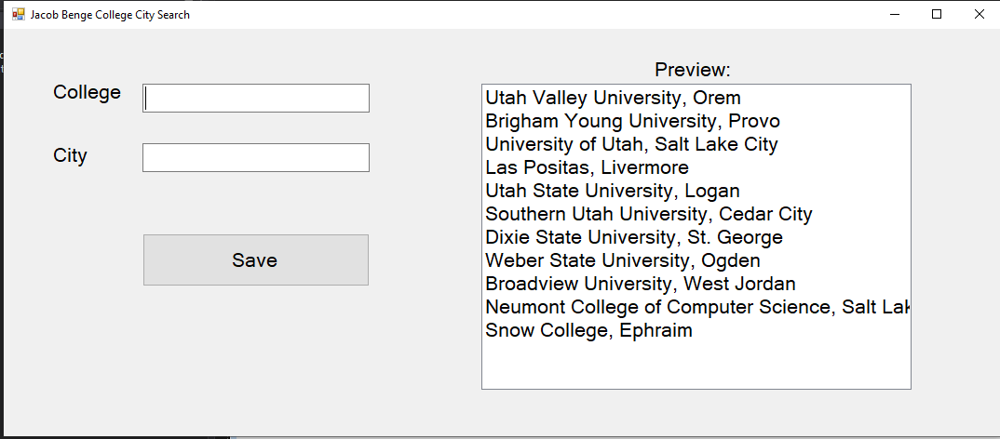 Jacob Benge College City Search
College
City
Save
Preview:
Utah Valley University, Orem
Brigham Young University, Provo
University of Utah, Salt Lake City
Las Positas, Livermore
Utah State University, Logan
Southern Utah University, Cedar City
Dixie State University, St. George
Weber State University, Ogden
Broadview University, West Jordan
Neumont College of Computer Science, Salt
Snow College, Ephraim